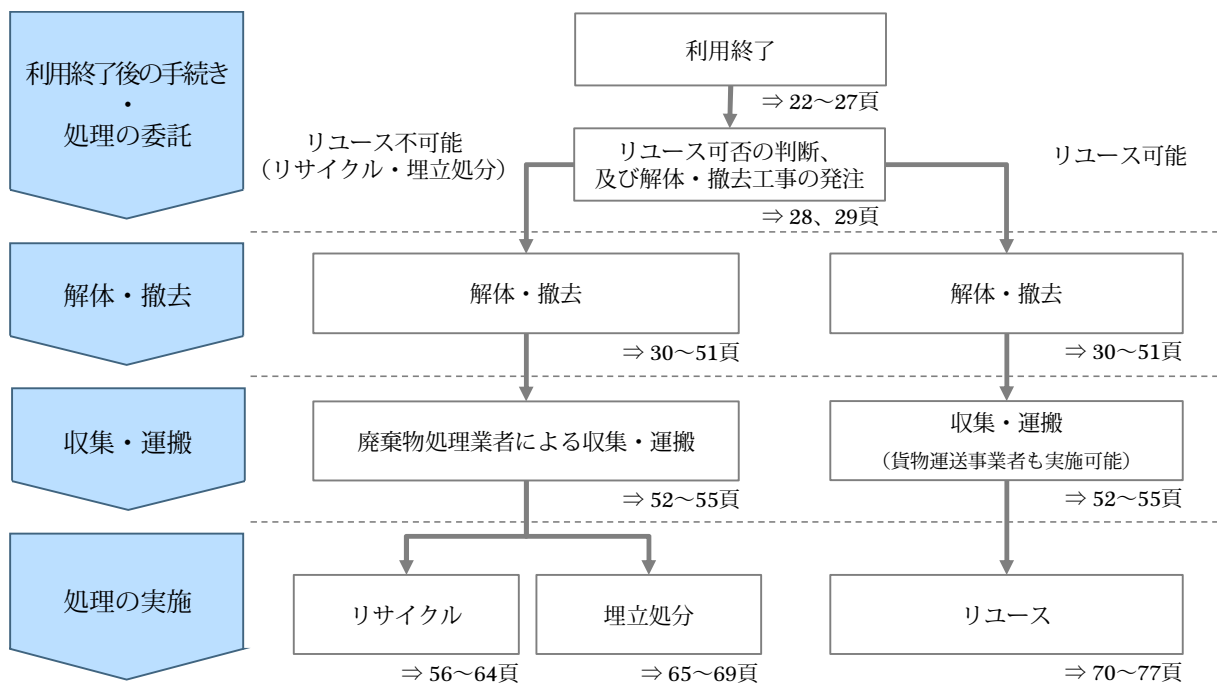 利用終了後の手続き
・
処理の委託
利用終了
⇒ 22～27頁
リユース不可能
（リサイクル・埋立処分）
リユース可否の判断、
及び解体・撤去工事の発注
リユース可能
⇒ 28、29頁
解体・撤去
解体・撤去
解体・撤去
⇒ 30～51頁
⇒ 30～51頁
収集・運搬
廃棄物処理業者による収集・運搬
収集・運搬
（貨物運送事業者も実施可能）
⇒ 52～55頁
⇒ 52～55頁
処理の実施
リサイクル
埋立処分
リユース
⇒ 56～64頁
⇒ 65～69頁
⇒ 70～77頁